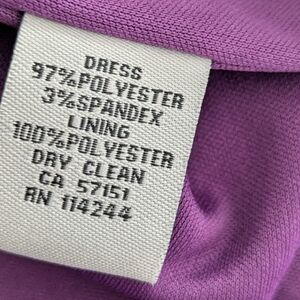 DRESS
97%POLYESTER
3%SPANDEX
LINING
100%POLYESTER
DRY CLEAN
CA 57151
RN 114244